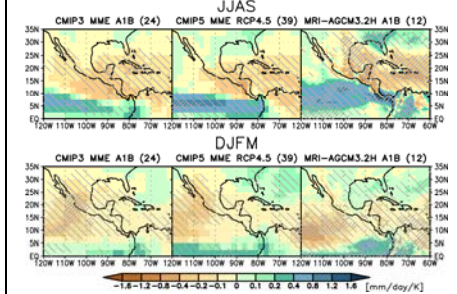 JJAS
CMIP3 MME A1B (24) CMIP5 MME RCP4.5 (39) MRI-AGCM3.2H A1B (12)
35N
30N
25N
20N
15N
10N
5N
EQ
120W 110W 100W 90W 80W 70W 120W 110W 100W 90W 80W 70W 120W 110W 100W 90W 80W 70W 60W
DJFM
CMIP3 MME A1B (24) CMIP5 MME RCP4.5 (39) MRI-AGCM3.2H A1B (12)
35N
30N
25N
20N
15N
10N
5N
EQ
120W 110W 100W 90W 80W 70W 120W 110W 100W 90W 80W 70W 120W 110W 100W 90W 80W 70W 60W
-1.6 -1.2 -0.8 -0.4 -0.2 -0.1 0 0.1 0.2 0.4 0.8 1.2 1.6 [mm/day/K]